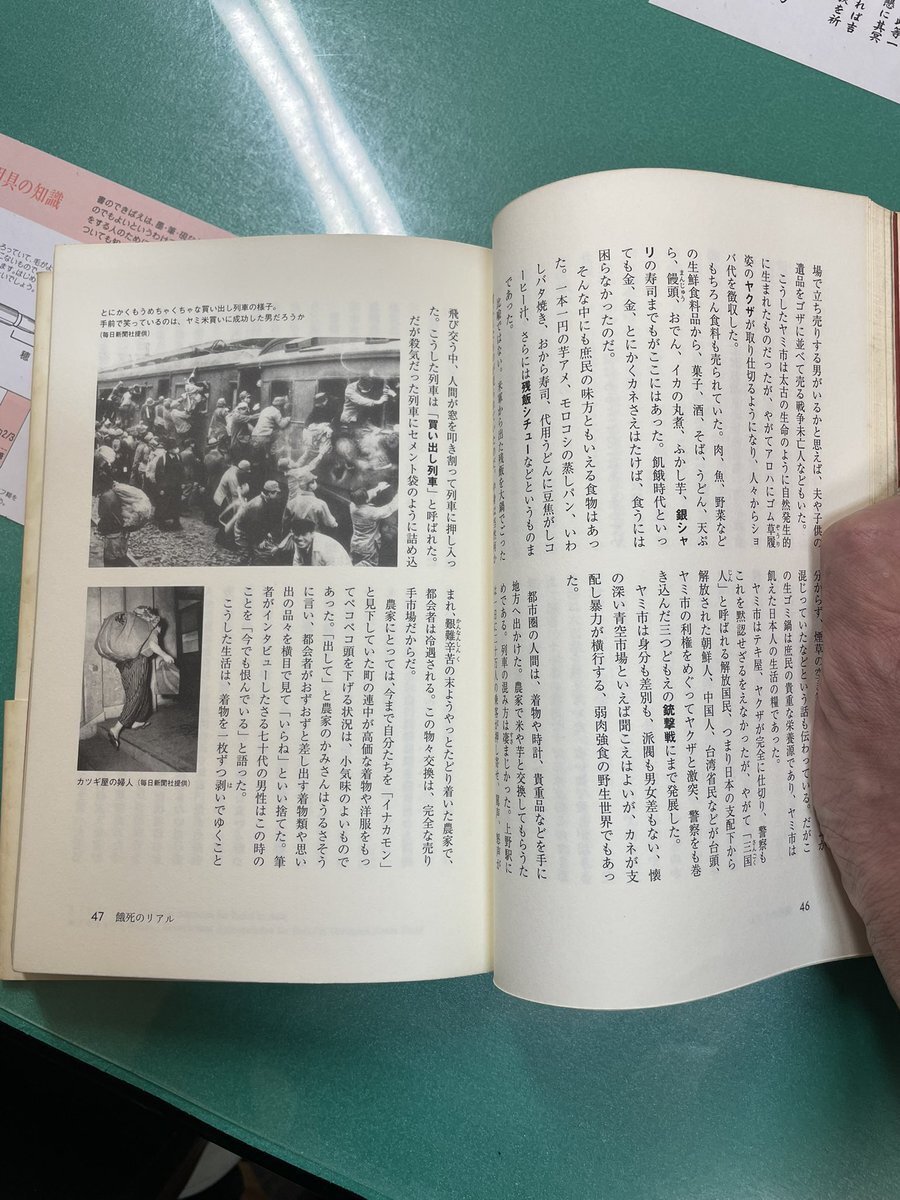 場で立ち売りする男がいるかと思えば、夫や子供の
遺品をゴザに並べて売る戦争未亡人などもいた。
こうしたヤミ市は太古の生命のように自然発生的
に生まれたものだったが、やがてアロハにゴム草履
姿のヤクザが取り仕切るようになり、人々からショ
バ代を徴収した。
もちろん食料も売られていた。肉、魚、野菜など
の生鮮食料品から、菓子、酒、そば、うどん、天ぷ
ら、饅頭、おでん、イカの丸煮、ふかし芋、銀シャ
リの寿司までもがここにはあった。飢餓時代といっ
ても金、金、とにかくカネさえはたけば、食うには
困らなかったのだ。
そんな中にも庶民の味方ともいえる食物はあっ
た。一本一円の芋アメ、モロコシの蒸しパン、いわ
しバタ焼き、おから寿司、代用うどんに豆焦がしコ
ーヒー汁、さらには残飯シチューなどというものま
であった。
分からず、煙草の
混じっていたなどという話も伝わっている。だがこ
の生ゴミ鍋は庶民の貴重な栄養源であり、ヤミ市は
飢えた日本人の生活の糧であった。
ヤミ市はテキ屋、ヤクザが完全に仕切り、警察も
これを黙認せざるをえなかったが、やがて「三国
人」と呼ばれる解放国民、つまり日本の支配下から
解放された朝鮮人、中国人、台湾省民などが台頭、
ヤミ市の利権をめぐってヤクザと激突、警察をも巻
き込んだ三つどもえの銃撃戦にまで発展した。
ヤミ市は身分も差別も、派閥も男女差もない、懐
の深い青空市場といえば聞こえはよいが、カネが支
配し暴力が横行する、弱肉強食の野生世界でもあっ
た。
都市圏の人間は、着物や時計、貴重品などを手に
地方へ出かけた。農家で米や芋と交換してもらうた
めである。列車の混み方は凄まじかった。上野駅に
46
飛び交う中、人間が窓を叩き割って列車に押し入っ
た。こうした列車は「買い出し列車」と呼ばれた。
だが殺気だった列車にセメント袋のように詰め込
とにかくもうめちゃくちゃな買い出し列車の様子。
手前で笑っているのは、ヤミ米買いに成功した男だろうか
(毎日新聞社提供)
まれ、艱難辛苦の末ようやっとたどり着いた農家で、
都会者は冷遇される。この物々交換は、完全な売り
手市場だからだ。
農家にとっては、今まで自分たちを「イナカモン」
と見下していた町の連中が高価な着物や洋服をもっ
てペコペコ頭を下げる状況は、小気味のよいもので
あった。「出して」と農家のかみさんはうるさそう
に言い、都会者がおずおずと差し出す着物類や思い
出の品々を横目で見て「いらね」といい捨てた。筆
者がインタビューしたさる七十代の男性はこの時の
ことを「今でも恨んでいる」と語った。
こうした生活は、着物を一枚ずつ剥いでゆくこと
カツギ屋の婦人(毎日新聞社提供)
47 餓死のリアル
具の知識
書のできばえは、墨・筆・硯な
のでもよいというわけ
をする人のために
ついても知